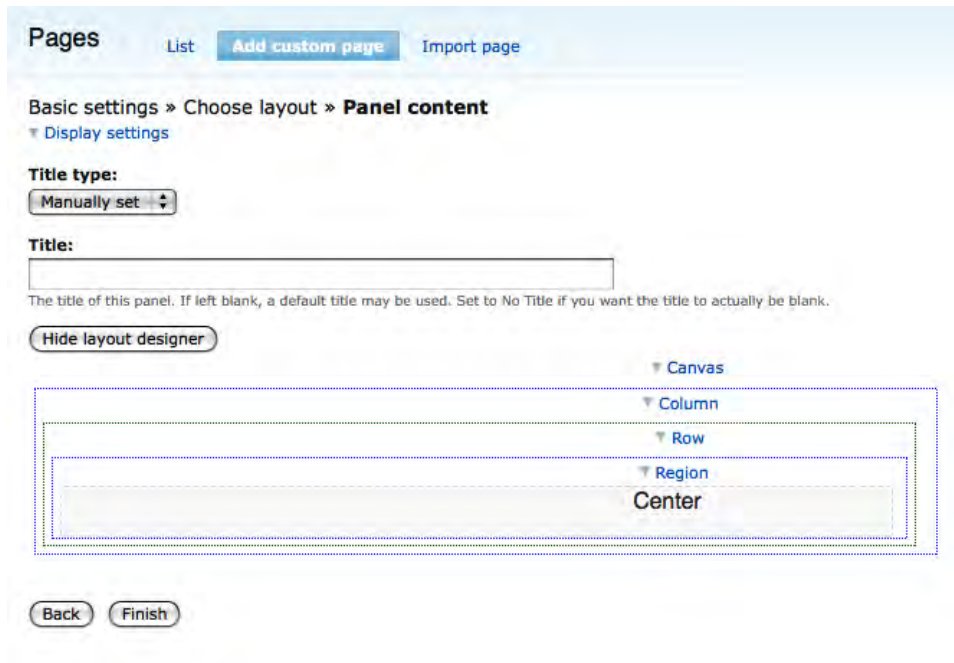 Pages List Add custom page Import page
Basic settings » Choose layout » Panel content
Display settings
Title type:
Manually set
Title:
The title of this panel. If left blank, a default title may be used. Set to No Title if you want the title to actually be blank.
Hide layout designer
Canvas
Column
Row
Region
Center
Back Finish